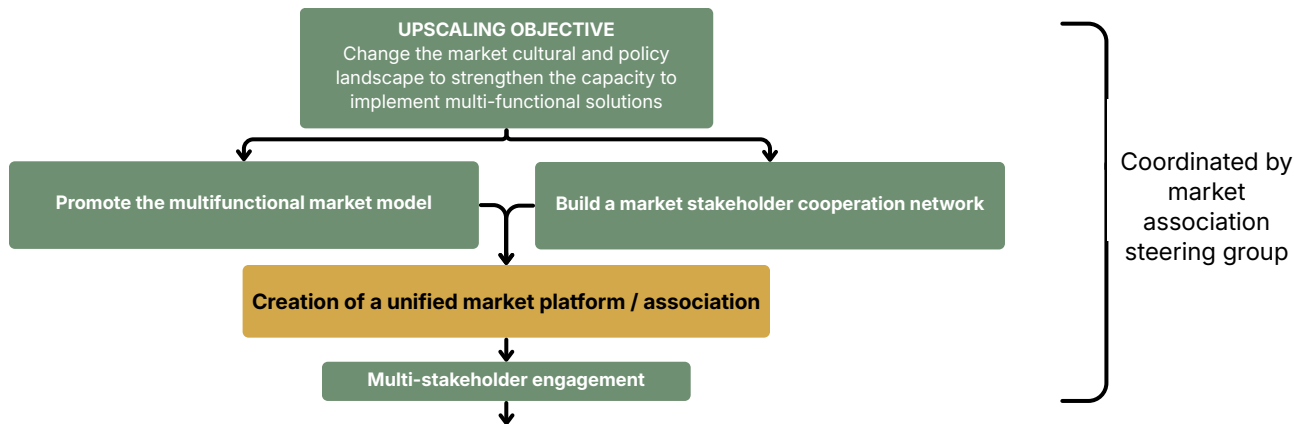 UPSCALING OBJECTIVE
Change the market cultural and policy
landscape to strengthen the capacity to
implement multi-functional solutions
Promote the multifunctional market model
Build a market stakeholder cooperation network
Creation of a unified market platform / association
Multi-stakeholder engagement
Coordinated by
market
association
steering group